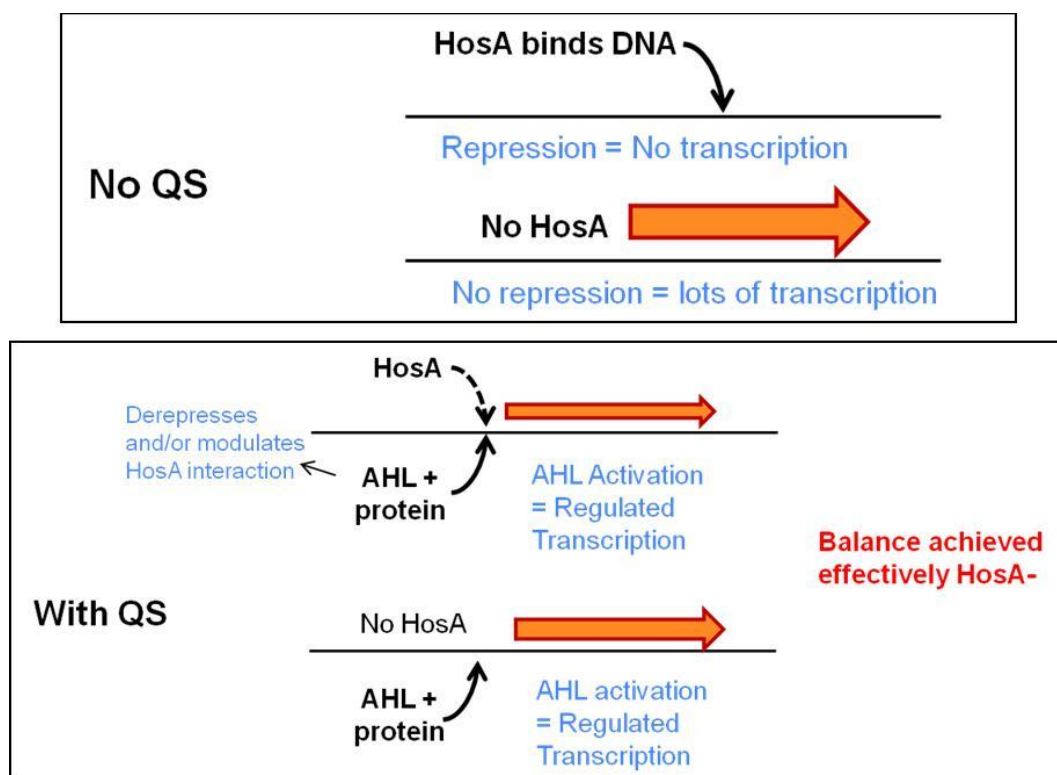 HosA binds DNA
Repression = No transcription
No QS
No HosA
No repression = lots of transcription
HosA
Derepresses
and/or modulates
HosA interaction
AHL +
protein
AHL Activation
= Regulated
Transcription
Balance achieved
effectively HosA-
With QS
No HosA
AHL +
protein
AHL activation
= Regulated
Transcription